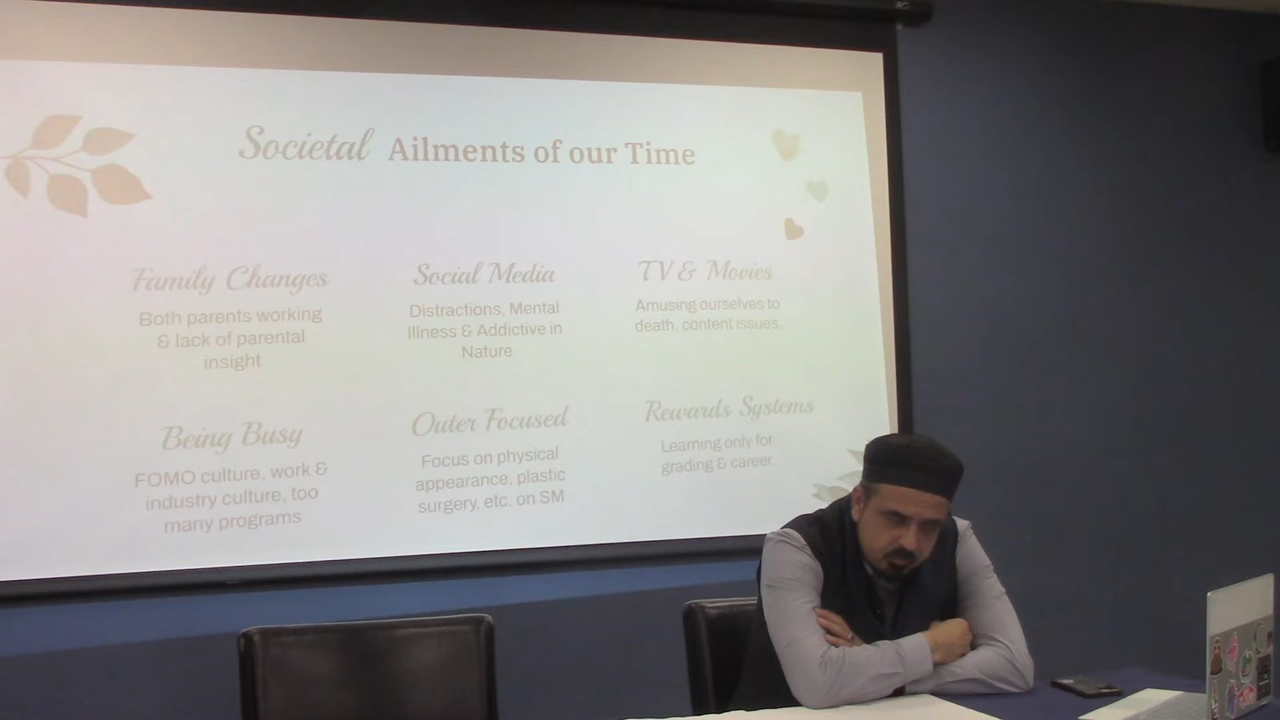 Societal Ailments of our Time
Family Changes
Both parents working
& lack of parental
insight
Social Media
Distractions, Mental
Illness & Addictive in
Nature
TV & Movies
Amusing ourselves to
death, content issues.
Being Busy
FOMO culture, work &
industry culture, too
many programs
Outer Focused
Focus on physical
appearance, plastic
surgery, etc. on SM
Rewards Systems
Learning only for
grading & career.